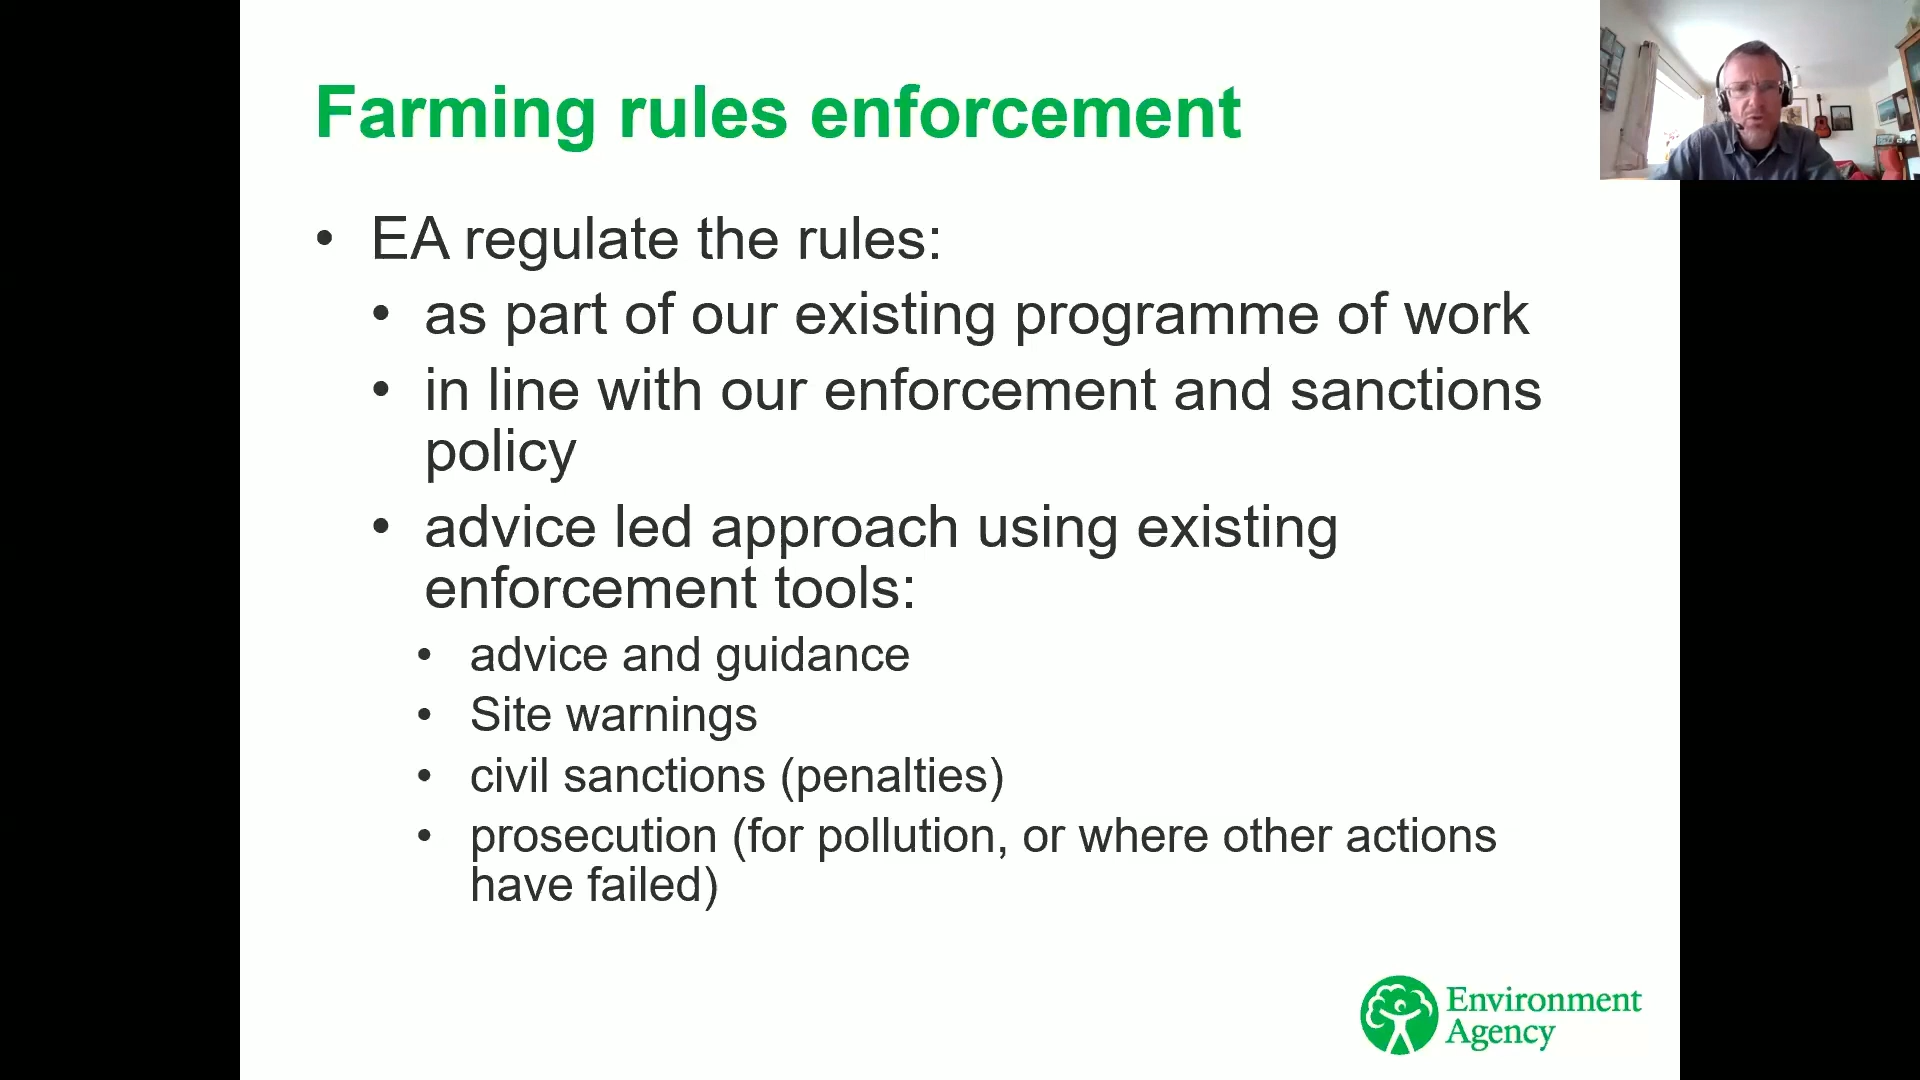 Farming rules enforcement
• EA regulate the rules:
• as part of our existing programme of work
• in line with our enforcement and sanctions
policy
• advice led approach using existing
enforcement tools:
• advice and guidance
• Site warnings
• civil sanctions (penalties)
• prosecution (for pollution, or where other actions
have failed)
Environment
Agency